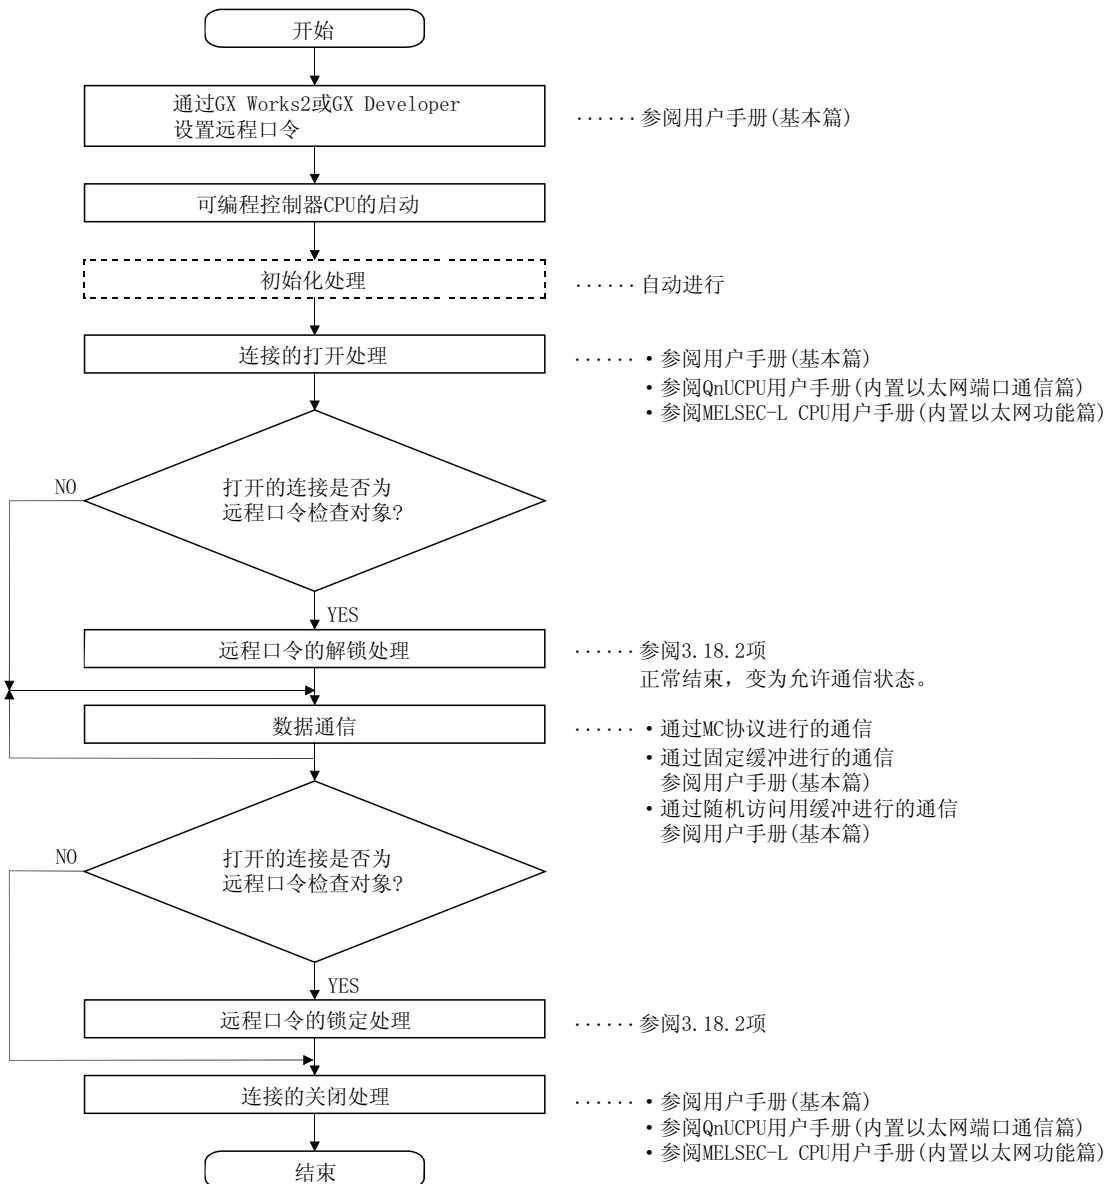 开始
通过GX Works2或GX Developer
设置远程口令
······参阅用户手册(基本篇)
可编程控制器CPU的启动
初始化处理
······自动进行
连接的打开处理
······•参阅用户手册(基本篇)
•参阅QnUCPU用户手册(内置以太网端口通信篇)
•参阅MELSEC-L CPU用户手册(内置以太网功能篇)
NO
打开的连接是否为
远程口令检查对象?
YES
远程口令的解锁处理
······参阅3.18.2项
正常结束，变为允许通信状态。
数据通信
······•通过MC协议进行的通信
•通过固定缓冲进行的通信
参阅用户手册(基本篇)
•通过随机访问用缓冲进行的通信
参阅用户手册(基本篇)
NO
打开的连接是否为
远程口令检查对象?
YES
远程口令的锁定处理
······参阅3.18.2项
连接的关闭处理
······•参阅用户手册(基本篇)
•参阅QnUCPU用户手册(内置以太网端口通信篇)
•参阅MELSEC-L CPU用户手册(内置以太网功能篇)
结束